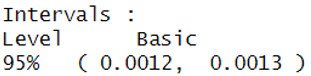 Intervals :
Level      Basic
95%   ( 0.0012,  0.0013 )